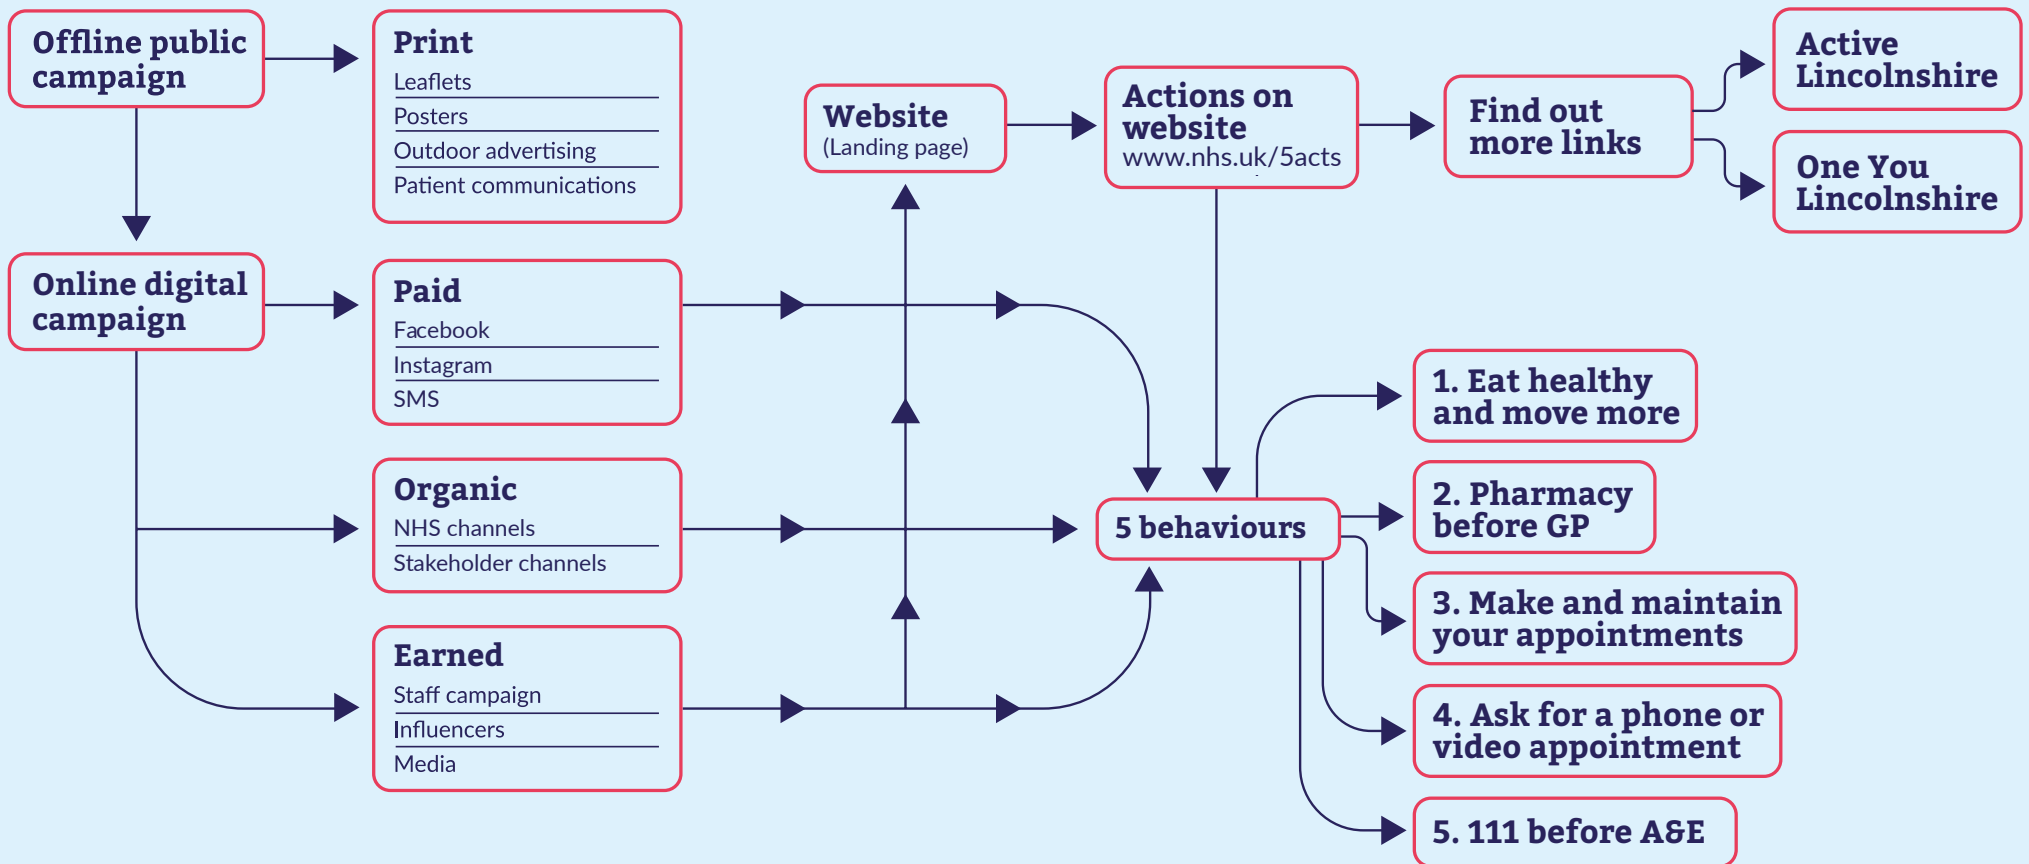 Offline public
campaign
Print
Leaflets
Posters
Outdoor advertising
Patient communications
Online digital
campaign
Paid
Facebook
Instagram
SMS
Organic
NHS channels
Stakeholder channels
Earned
Staff campaign
Influencers
Media
Website
(Landing page)
Actions on
website
www.nhs.uk/5acts
Find out
more links
Active
Lincolnshire
One You
Lincolnshire
5 behaviours
1. Eat healthy
and move more
2. Pharmacy
before GP
3. Make and maintain
your appointments
4. Ask for a phone or
video appointment
5. 111 before A&E